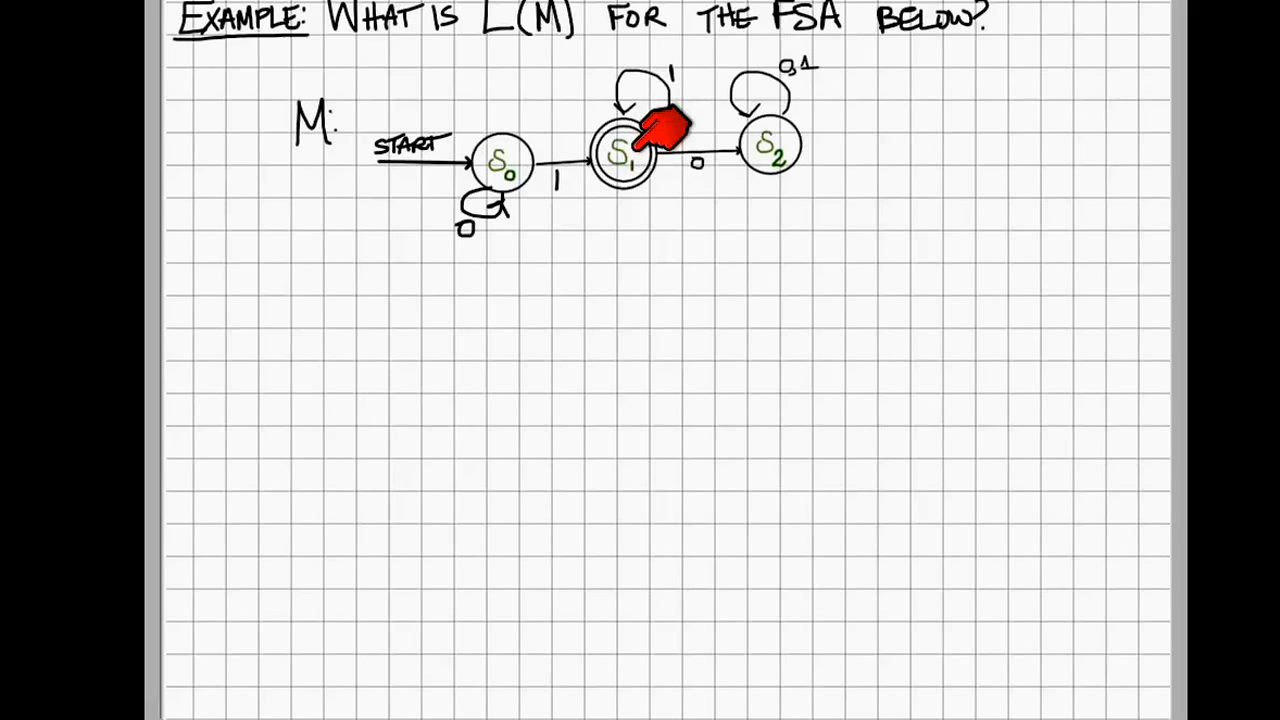 EXAMPLE: WHAT IS L(M) FOR THE FSA BELOW?
1
0,1
M:
START
S0
1
S1
0
S2
0